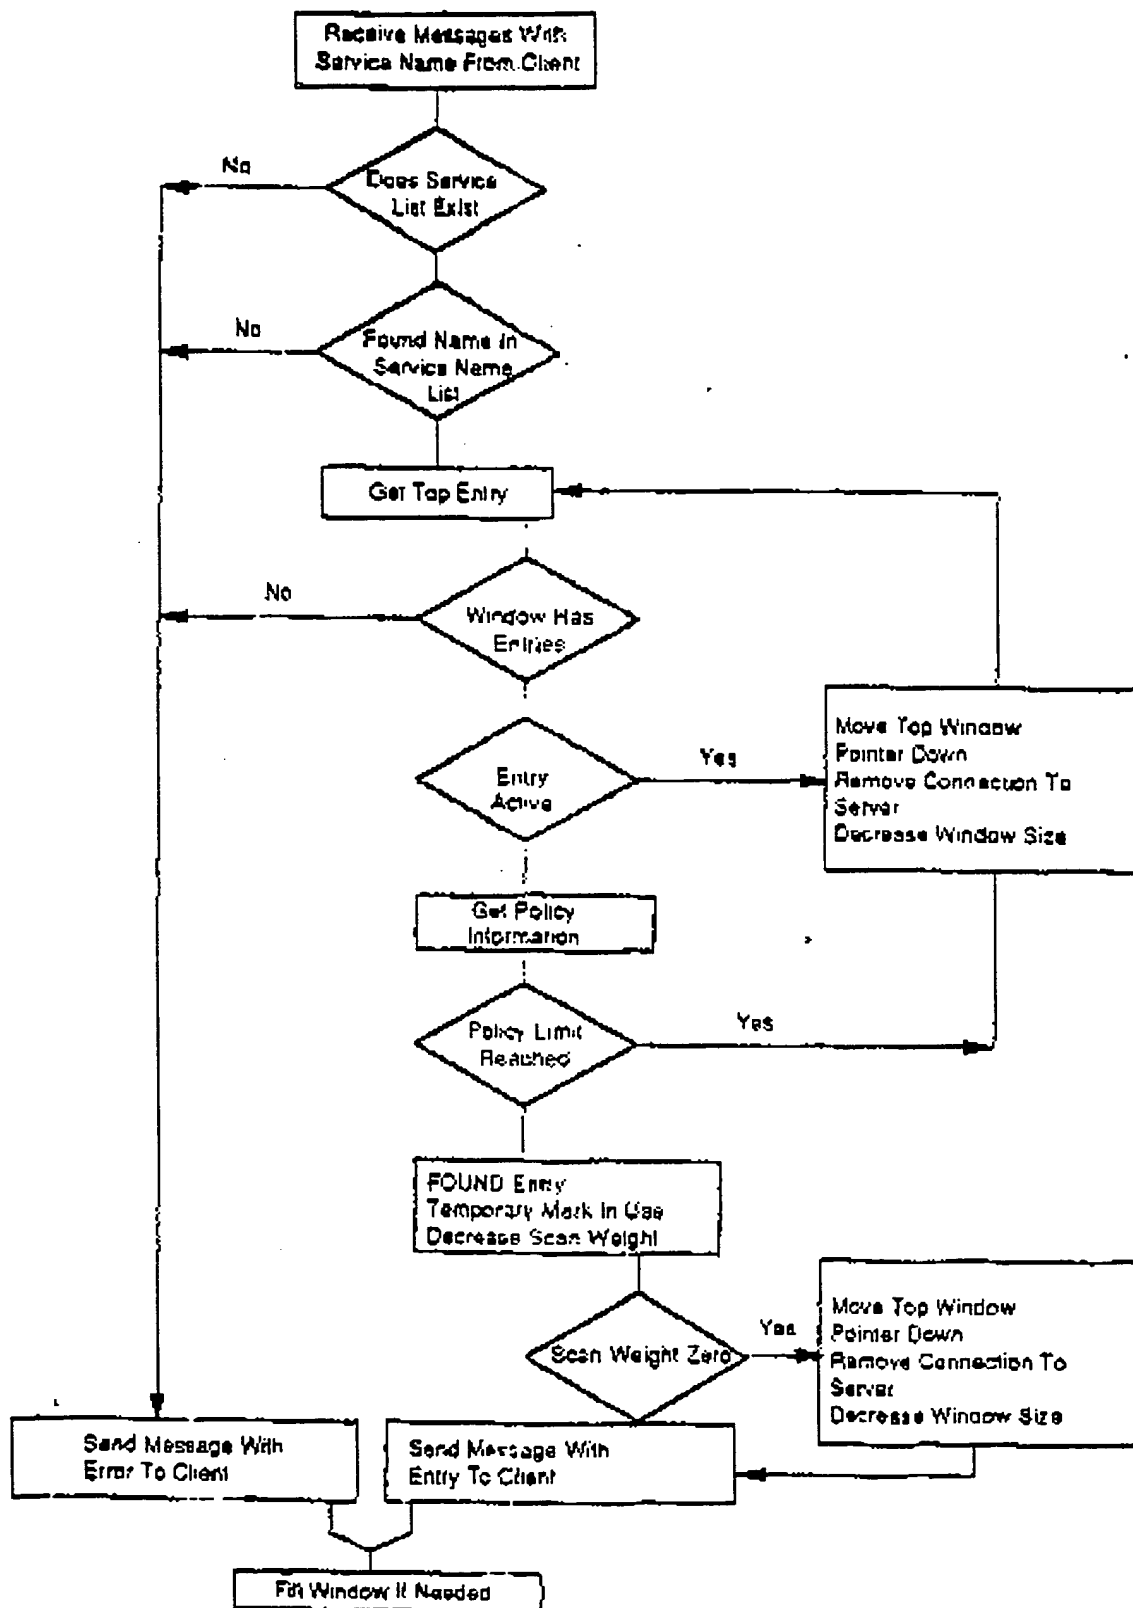 Receive Messages With
Service Name From Client
No
Does Service
List Exist
No
Found Name In
Service Name
List
Get Top Entry
No
Window Has
Entries
Entry
Active
Yes
Move Top Window
Pointer Down
Remove Connection To
Server
Decrease Window Size
Get Policy
Information
Policy Limit
Reached
Yes
FOUND Entry
Temporary Mark In Use
Decrease Scan Weight
Scan Weight Zero
Yes
Move Top Window
Pointer Down
Remove Connection To
Server
Decrease Window Size
Send Message With
Error To Client
Send Message With
Entry To Client
Fill Window If Needed